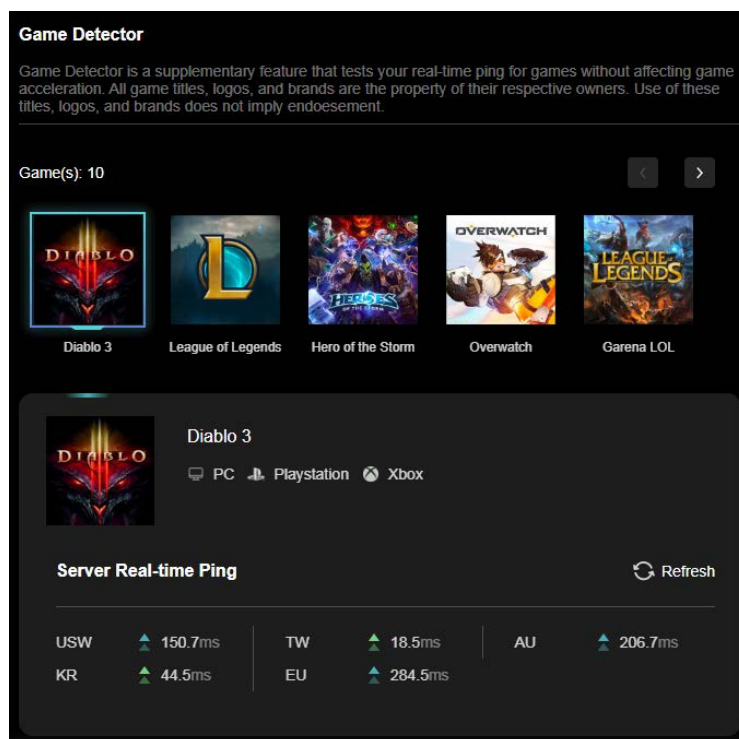 Game Detector
Game Detector is a supplementary feature that tests your real-time ping for games without affecting game
acceleration. All game titles, logos, and brands are the property of their respective owners. Use of these
titles, logos, and brands does not imply endoesement.
Game(s): 10
DIABLO
L
HEROES
OF THE STORM
OVERWATCH
LEAGUE OF
LEGENDS
Diablo 3
League of Legends
Hero of the Storm
Overwatch
Garena LOL
DIABLO
Diablo 3
PC Playstation Xbox
Server Real-time Ping
Refresh
USW 150.7ms TW 18.5ms AU 206.7ms
KR 44.5ms EU 284.5ms